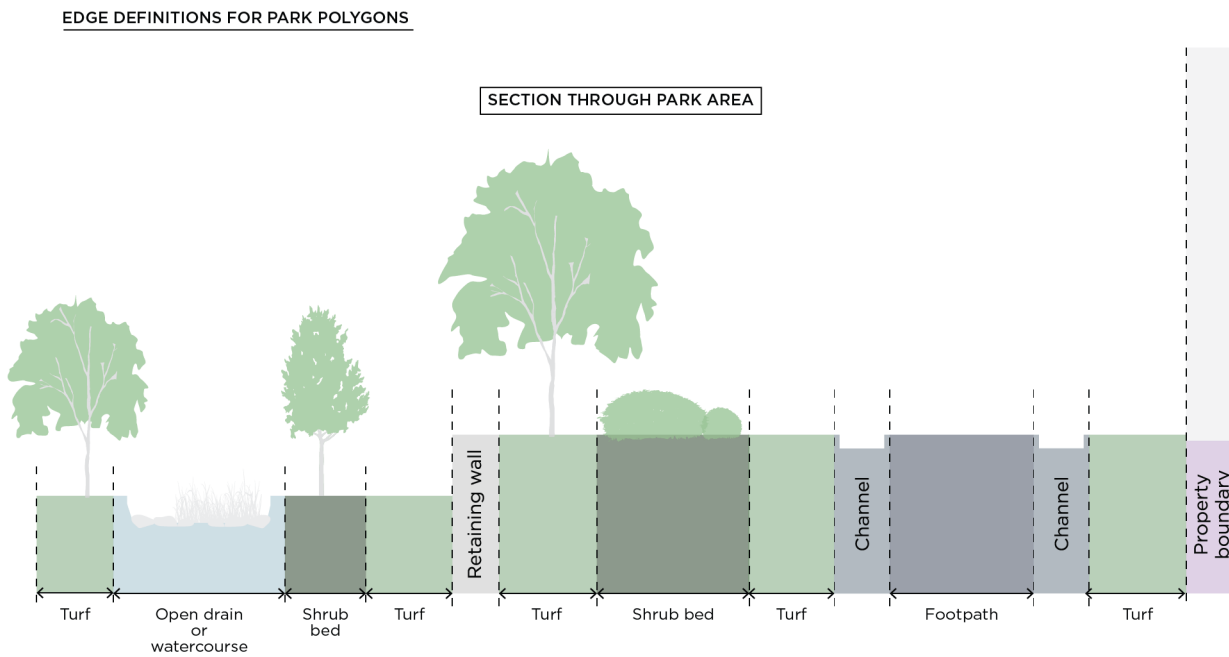 EDGE DEFINITIONS FOR PARK POLYGONS
SECTION THROUGH PARK AREA
Retaining wall
Channel
Channel
Property
boundary
Turf
Open drain
or
watercourse
Shrub
bed
Turf
Turf
Shrub bed
Turf
Footpath
Turf